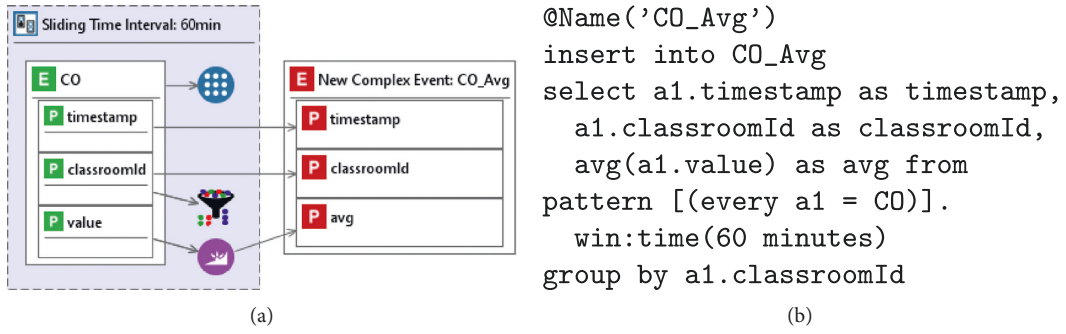 Sliding Time Interval: 60min
E CO
P timestamp
P classroomId
P value
E New Complex Event: CO_Avg
P timestamp
P classroomId
P avg
(a)
@Name(’CO_Avg’)
insert into CO_Avg
select a1.timestamp as timestamp,
a1.classroomId as classroomId,
avg(a1.value) as avg from
pattern [(every a1 = CO)].
win:time(60 minutes)
group by a1.classroomId
(b)